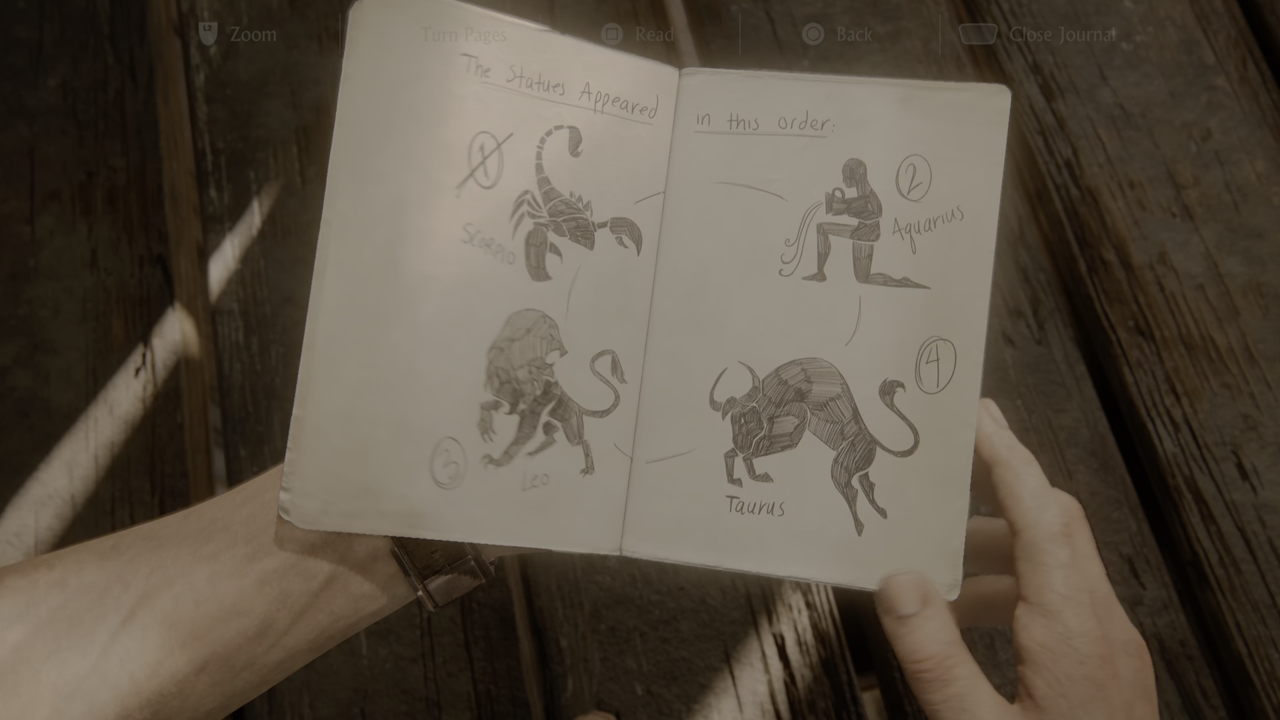 L2 Zoom Turn Pages Read Back Close Journal
The Statues Appeared
in this order:
1
Scorpio
2
Aquarius
3
Leo
4
Taurus